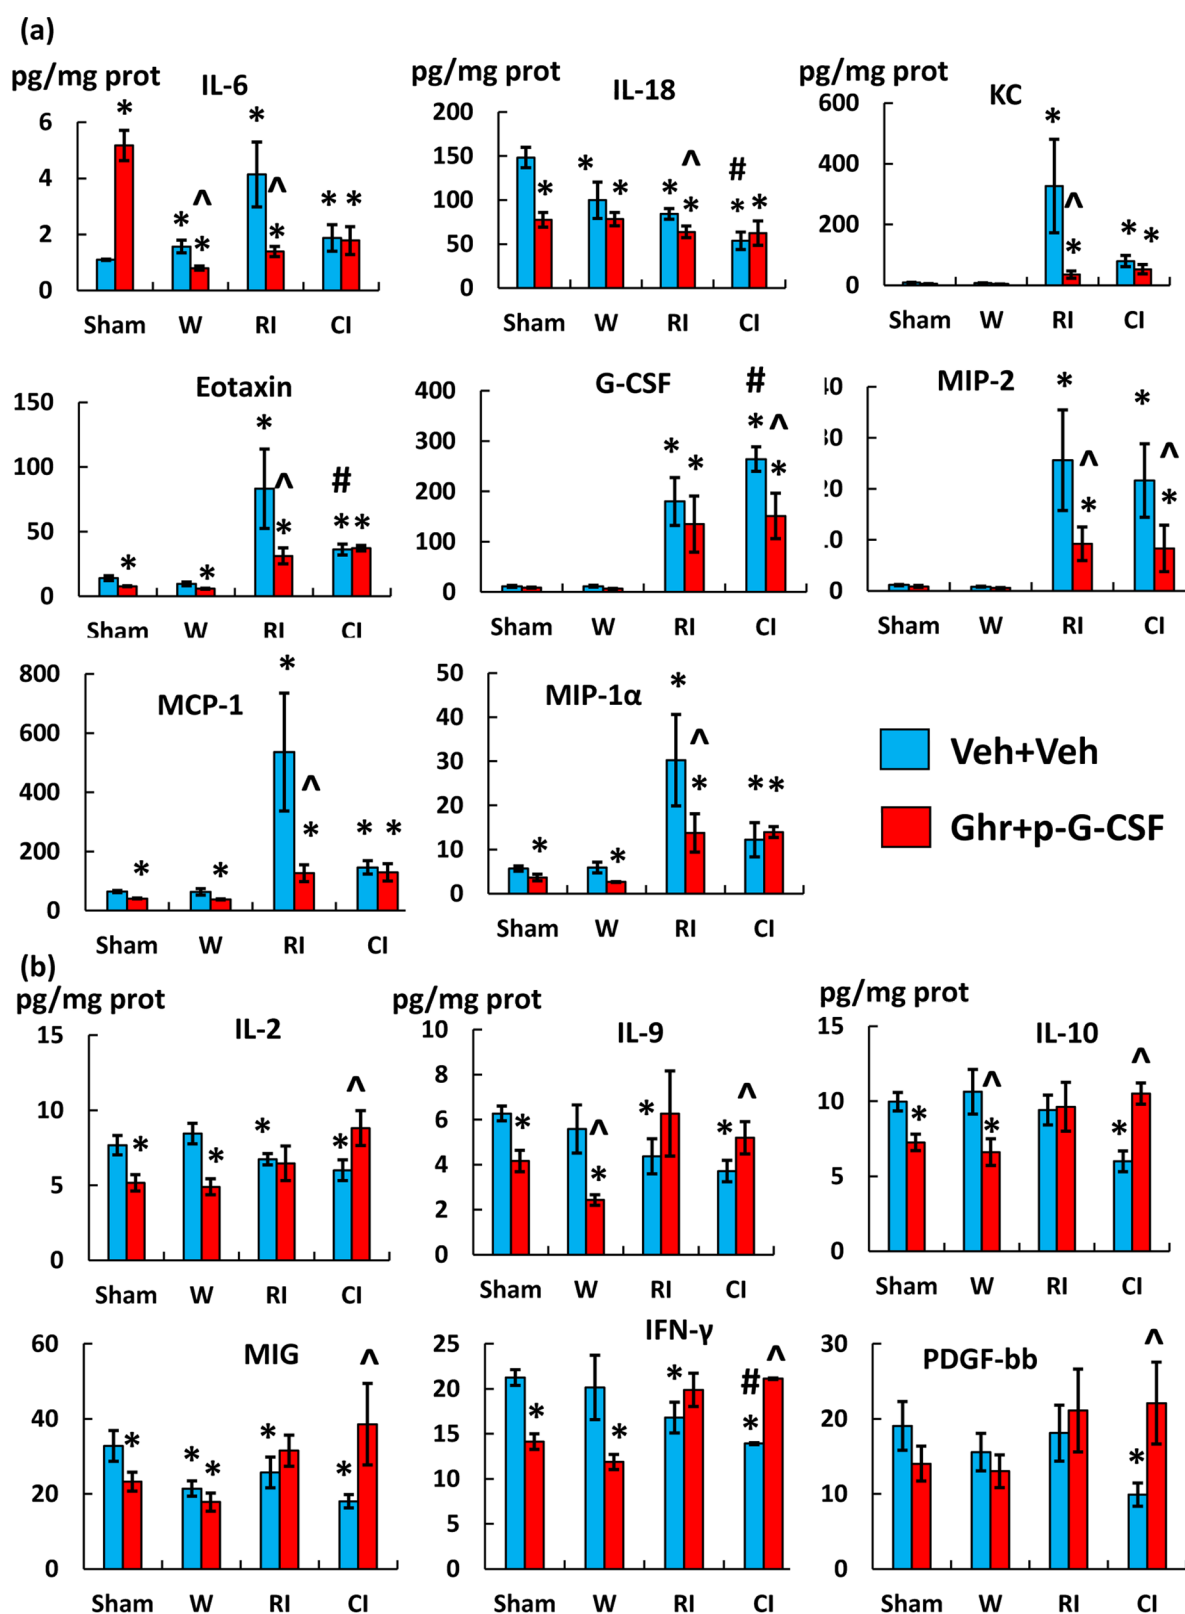 (a)
pg/mg prot pg/mg prot pg/mg prot
IL-6 IL-18 KC
6 4 2 0
* * ^ * * ^ * * *
Sham W RI CI
200 150 100 50 0
* * * * ^ * # * *
Sham W RI CI
600 400 200 0
* ^ * * *
Sham W RI CI
Eotaxin G-CSF MIP-2
150 100 50 0
* * * ^ * # * *
Sham W RI CI
400 300 200 100 0
* * # * ^ *
Sham W RI CI
40 30 20 10 0
* ^ * * ^ *
Sham W RI CI
MCP-1 MIP-1α
800 600 400 200 0
* * * ^ * * *
Sham W RI CI
50 40 30 20 10 0
* * * ^ * * *
Sham W RI CI
Veh+Veh
Ghr+p-G-CSF
(b)
pg/mg prot pg/mg prot pg/mg prot
IL-2 IL-9 IL-10
15 10 5 0
* * * * ^
Sham W RI CI
10 8 6 4 2 0
* ^ * * * ^
Sham W RI CI
15 10 5 0
* ^ * * ^
Sham W RI CI
MIG IFN-γ PDGF-bb
60 40 20 0
* * * * * ^
Sham W RI CI
25 20 15 10 5 0
* * * # * ^
Sham W RI CI
30 20 10 0
* ^
Sham W RI CI